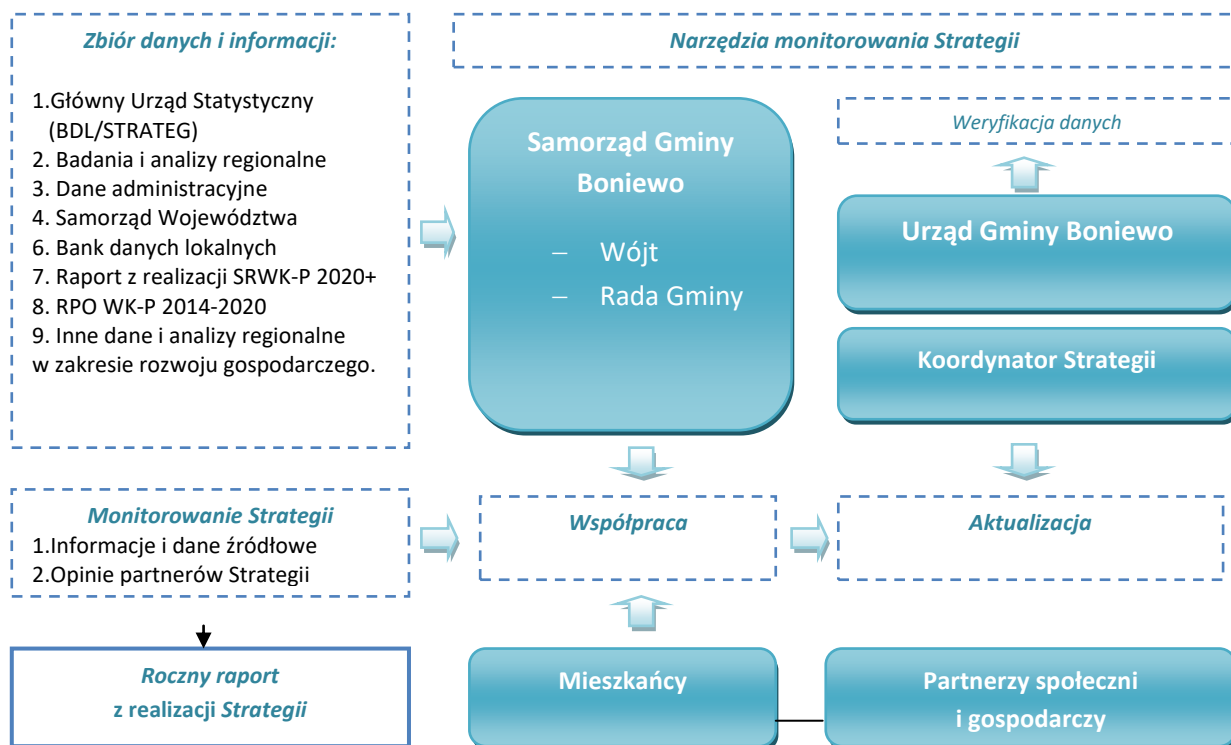 Zbiór danych i informacji:
1.Główny Urząd Statystyczny
(BDL/STRATEG)
2. Badania i analizy regionalne
3. Dane administracyjne
4. Samorząd Województwa
6. Bank danych lokalnych
7. Raport z realizacji SRWK-P 2020+
8. RPO WK-P 2014-2020
9. Inne dane i analizy regionalne
w zakresie rozwoju gospodarczego.
Narzędzia monitorowania Strategii
Samorząd Gminy
Boniewo
– Wójt
– Rada Gminy
Weryfikacja danych
Urząd Gminy Boniewo
Koordynator Strategii
Monitorowanie Strategii
1.Informacje i dane źródłowe
2.Opinie partnerów Strategii
Współpraca
Aktualizacja
Roczny raport
z realizacji Strategii
Mieszkańcy
Partnerzy społeczni
i gospodarczy